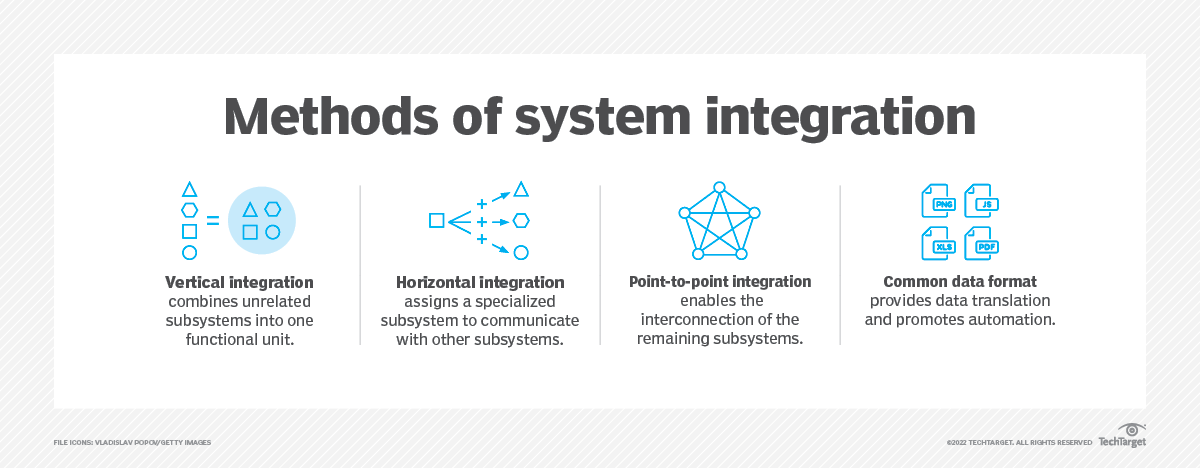 Methods of system integration
Vertical integration
combines unrelated
subsystems into one
functional unit.
Horizontal integration
assigns a specialized
subsystem to communicate
with other subsystems.
Point-to-point integration
enables the
interconnection of the
remaining subsystems.
PNG
JS
XLS
PDF
Common data format
provides data translation
and promotes automation.
FILE ICONS: VLADISLAV POPOV/GETTY IMAGES
©2022 TECHTARGET. ALL RIGHTS RESERVED
TechTarget